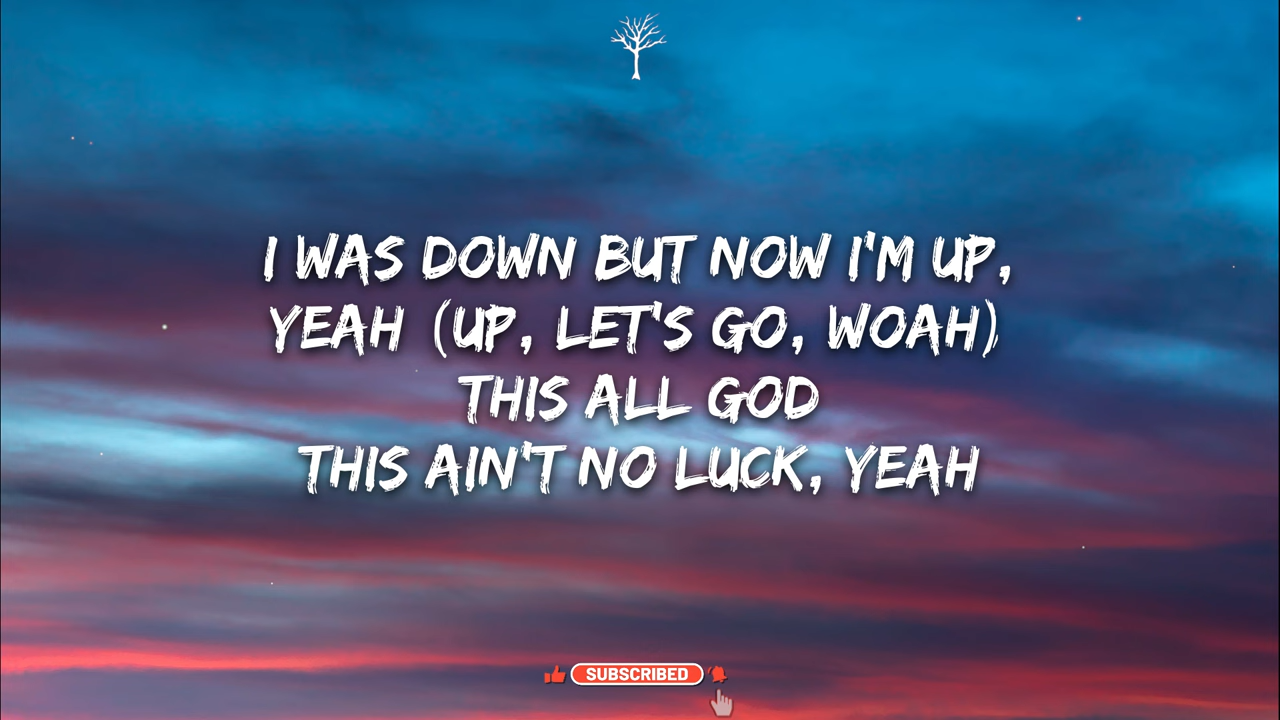 I WAS DOWN BUT NOW I'M UP,
YEAH (UP, LET'S GO, WOAH)
THIS ALL GOD
THIS AIN'T NO LUCK, YEAH
SUBSCRIBED